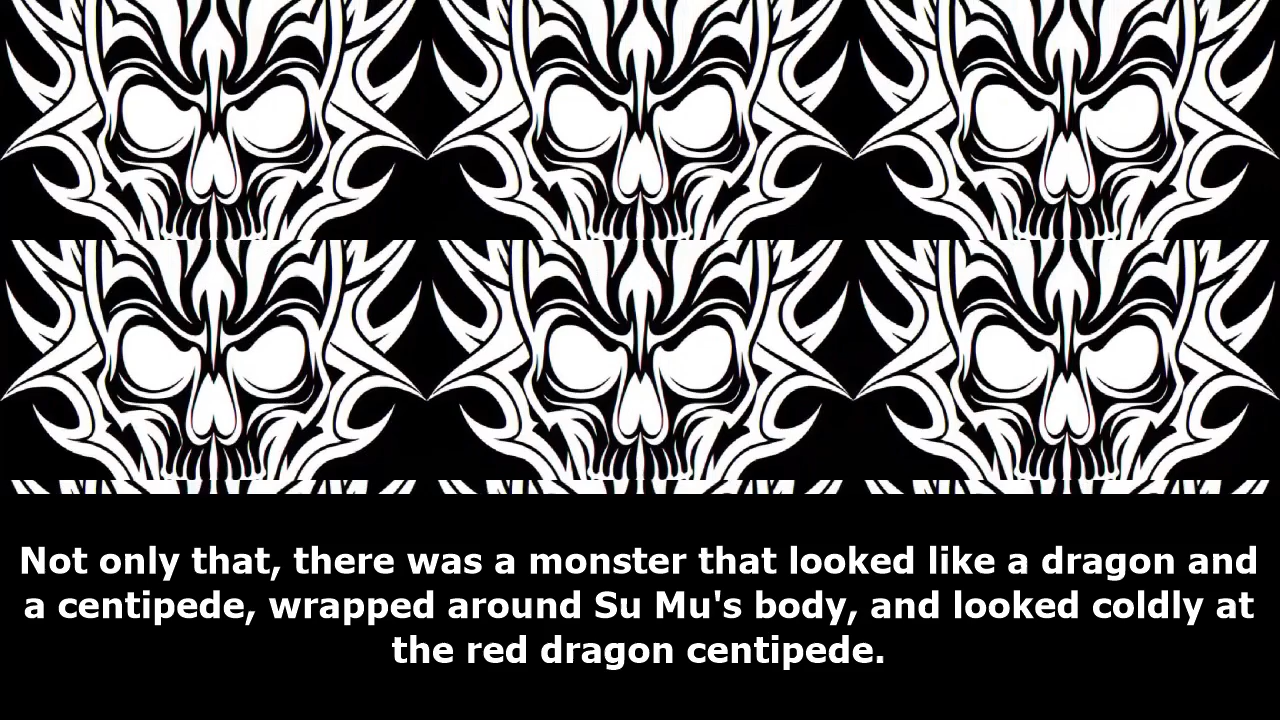 Not only that, there was a monster that looked like a dragon and
a centipede, wrapped around Su Mu's body, and looked coldly at
the red dragon centipede.